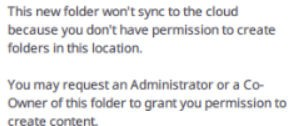 This new folder won't sync to the cloud
because you don't have permission to create
folders in this location.
You may request an Administrator or a Co-
Owner of this folder to grant you permission to
create content.